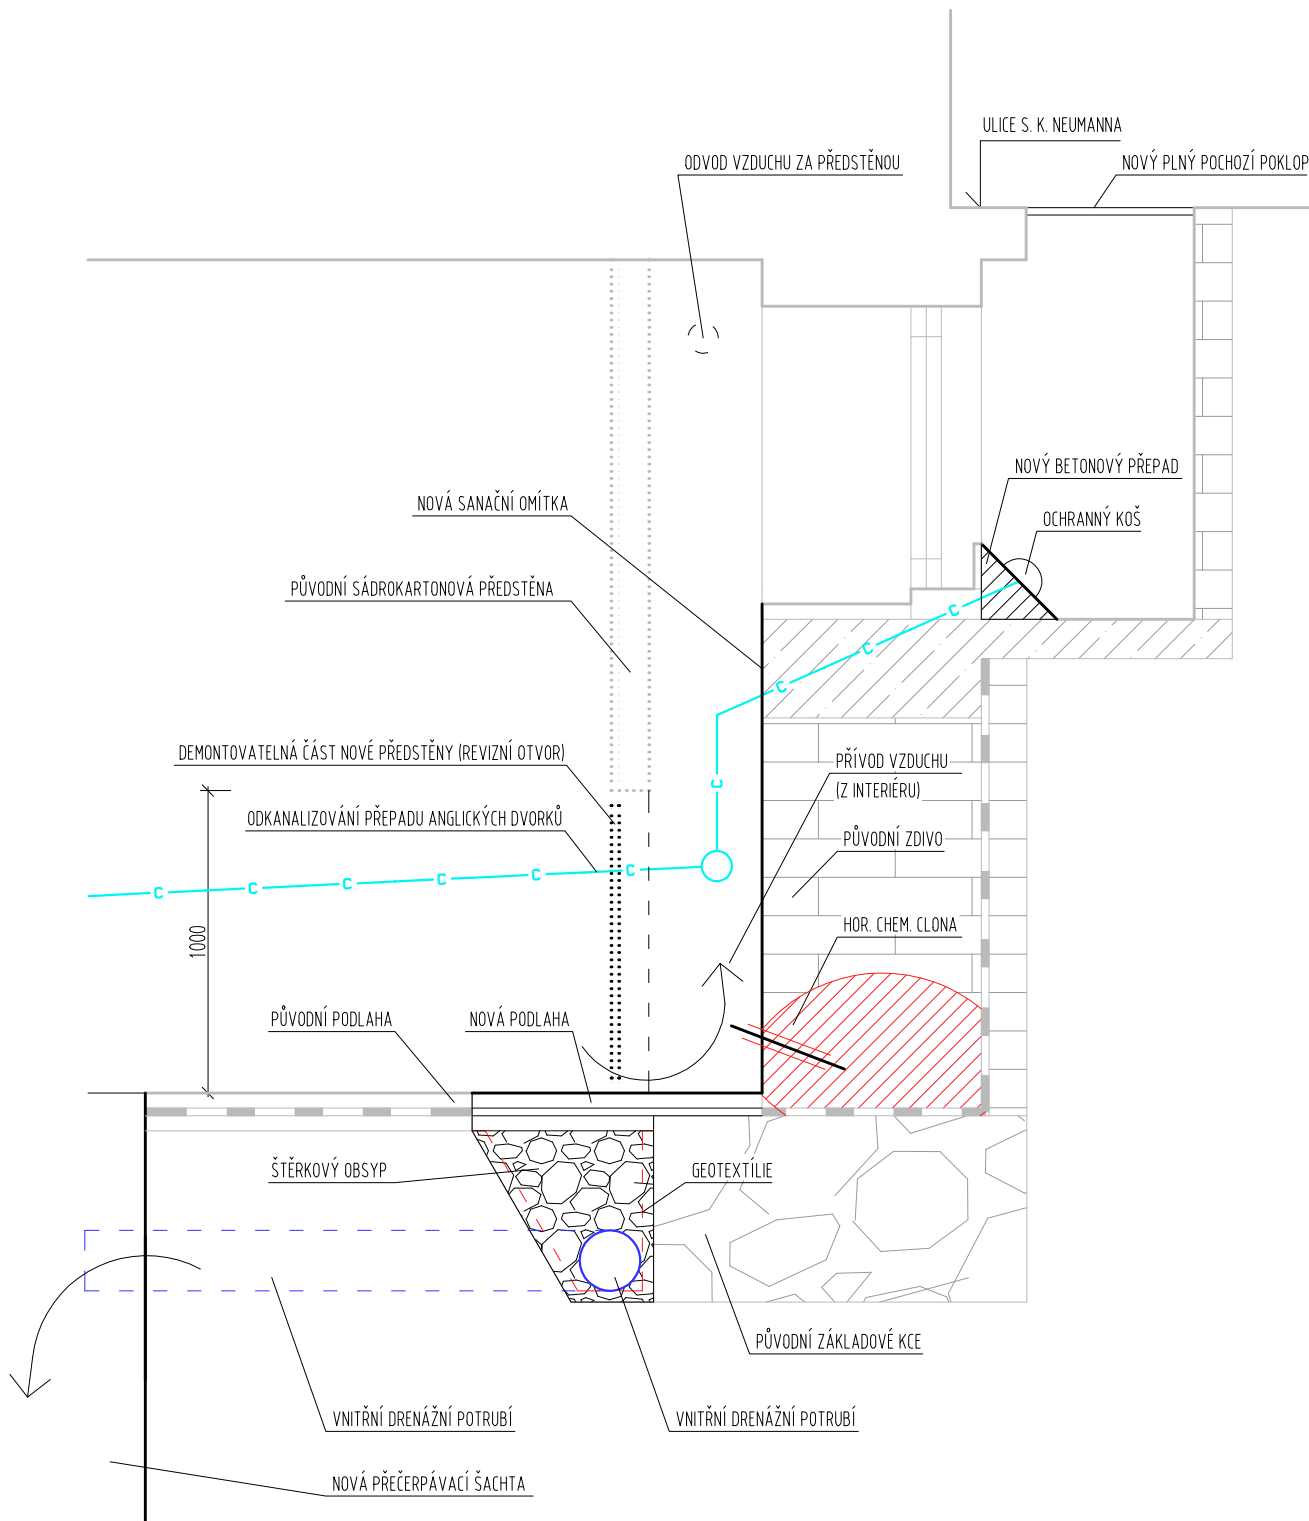 ULICE S. K. NEUMANNA
ODVOD VZDUCHU ZA PŘEDSTĚNOU
NOVÝ PLNÝ POCHOZÍ POKLOP
NOVÝ BETONOVÝ PŘEPAD
NOVÁ SANAČNÍ OMÍTKA
OCHRANNÝ KOŠ
PŮVODNÍ SÁDROKARTONOVÁ PŘEDSTĚNA
C
C
C
DEMONTOVATELNÁ ČÁST NOVÉ PŘEDSTĚNY (REVIZNÍ OTVOR)
PŘÍVOD VZDUCHU
(Z INTERIÉRU)
C
ODKANALIZOVÁNÍ PŘEPADU ANGLICKÝCH DVORKŮ
PŮVODNÍ ZDIVO
C
C
C
C
C
C
1000
HOR. CHEM. CLONA
PŮVODNÍ PODLAHA
NOVÁ PODLAHA
ŠTĚRKOVÝ OBSYP
GEOTEXTÍLIE
PŮVODNÍ ZÁKLADOVÉ KCE
VNITŘNÍ DRENÁŽNÍ POTRUBÍ
VNITŘNÍ DRENÁŽNÍ POTRUBÍ
NOVÁ PŘEČERPÁVACÍ ŠACHTA